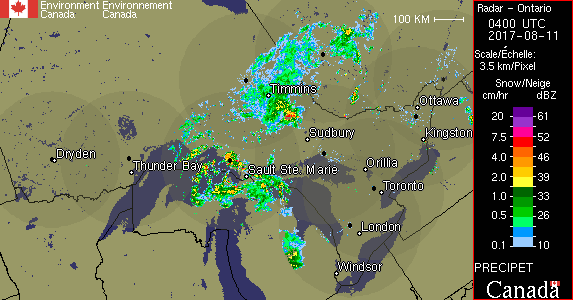 Environment Environnement
Canada Canada
100 KM
Timmins
Ottawa
Sudbury
Kingston
Dryden
Thunder Bay
Sault Ste. Marie
Orillia
Toronto
London
Windsor
Radar - Ontario
0400 UTC
2017-08-11
Scale/Échelle:
3.5 km/Pixel
Snow/Neige
cm/hr dBZ
20 61
7.5 57
5.2 52
4.0 46
2.0 39
1.0 33
0.5 26
0.1 10
PRECIPET
Canada